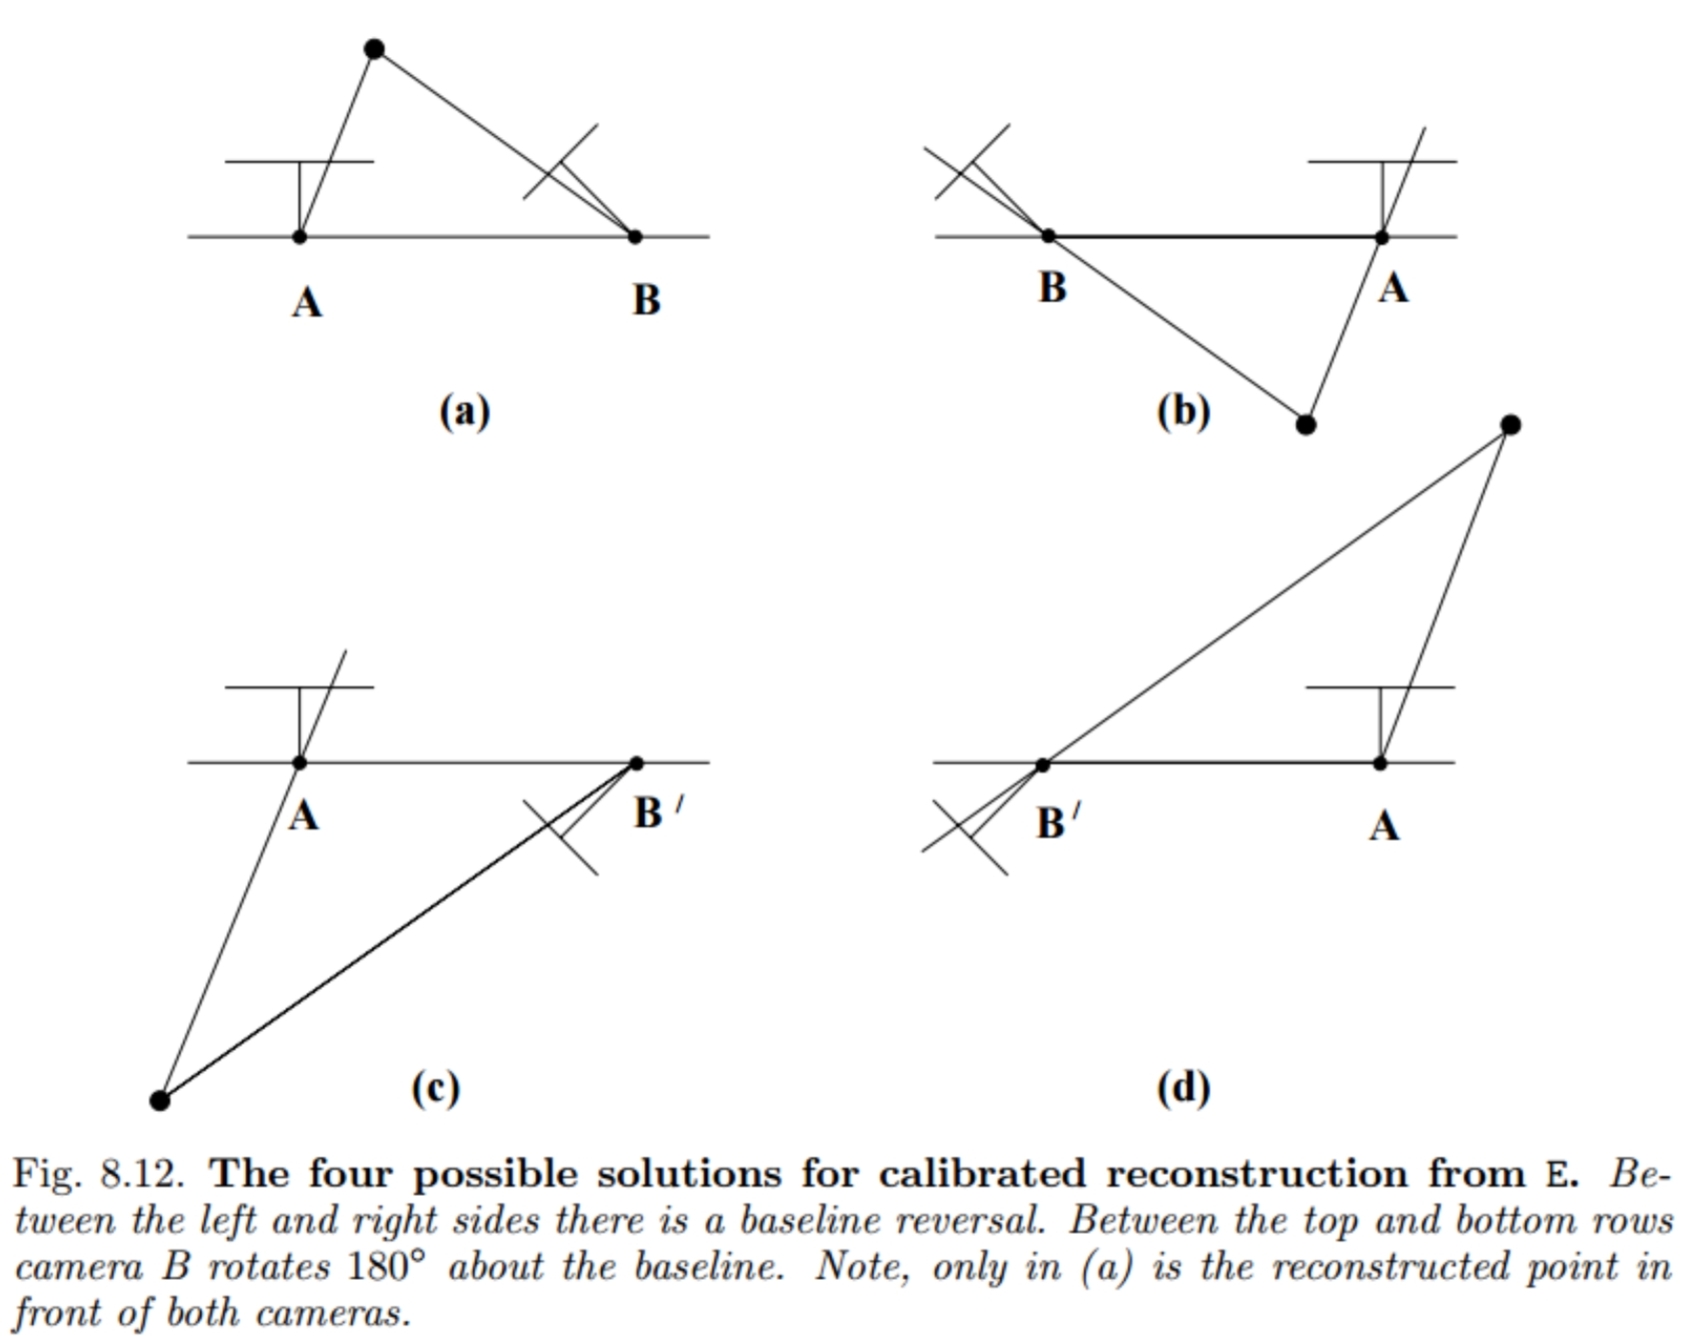 A B
(a)
B A
(b)
A B /
(c)
B / A
(d)
Fig. 8.12. The four possible solutions for calibrated reconstruction from E. Be-
tween the left and right sides there is a baseline reversal. Between the top and bottom rows
camera B rotates 180° about the baseline. Note, only in (a) is the reconstructed point in
front of both cameras.